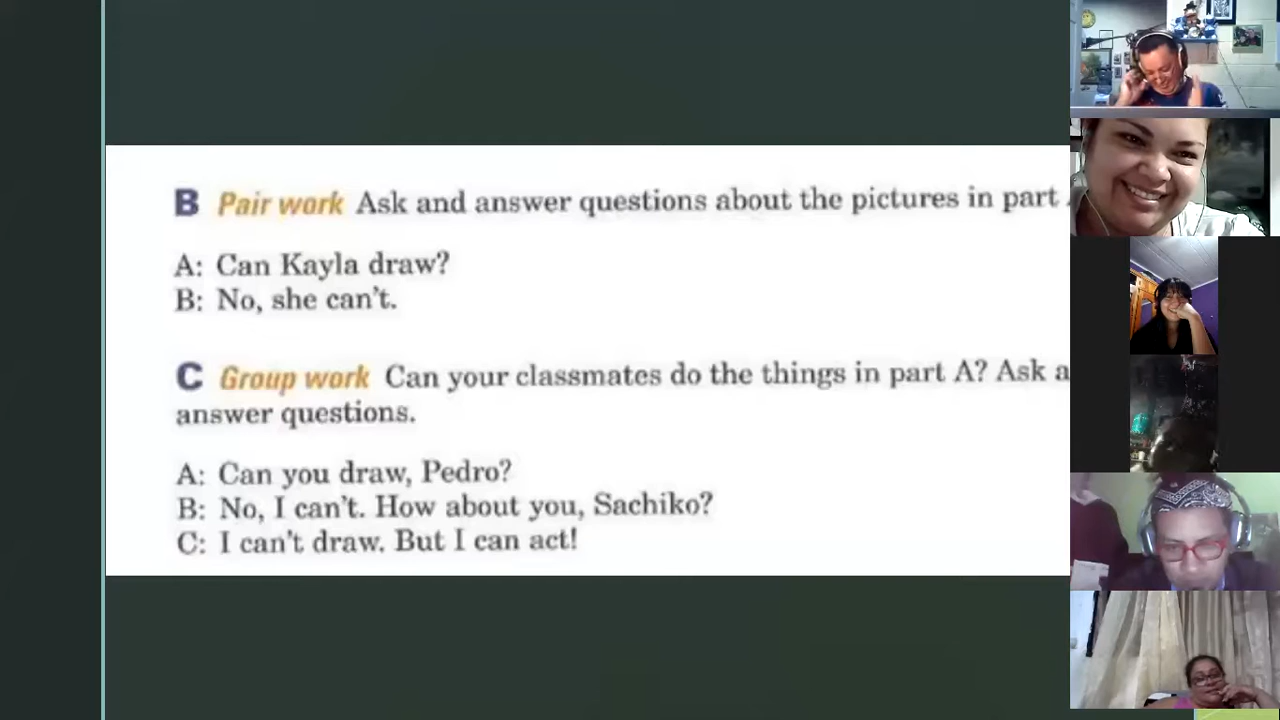 B Pair work Ask and answer questions about the pictures in part
A: Can Kayla draw?
B: No, she can't.
C Group work Can your classmates do the things in part A? Ask a
answer questions.
A: Can you draw, Pedro?
B: No, I can't. How about you, Sachiko?
C: I can't draw. But I can act!